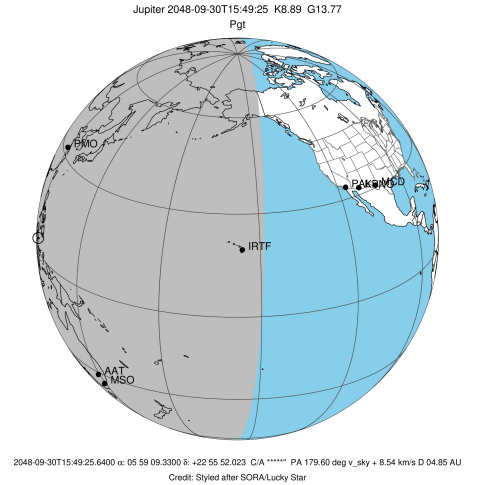 Jupiter 2048-09-30T15:49:25 K8.89 G13.77
Pgt
PMO
MCD
IRTF
AAT
MSO
2048-09-30T15:49:25.6400 α: 05 59 09.3300 δ: +22 55 52.023 C/A *****" PA 179.60 deg v_sky + 8.54 km/s D 04.85 AU
Credit: Styled after SORA/Lucky Star